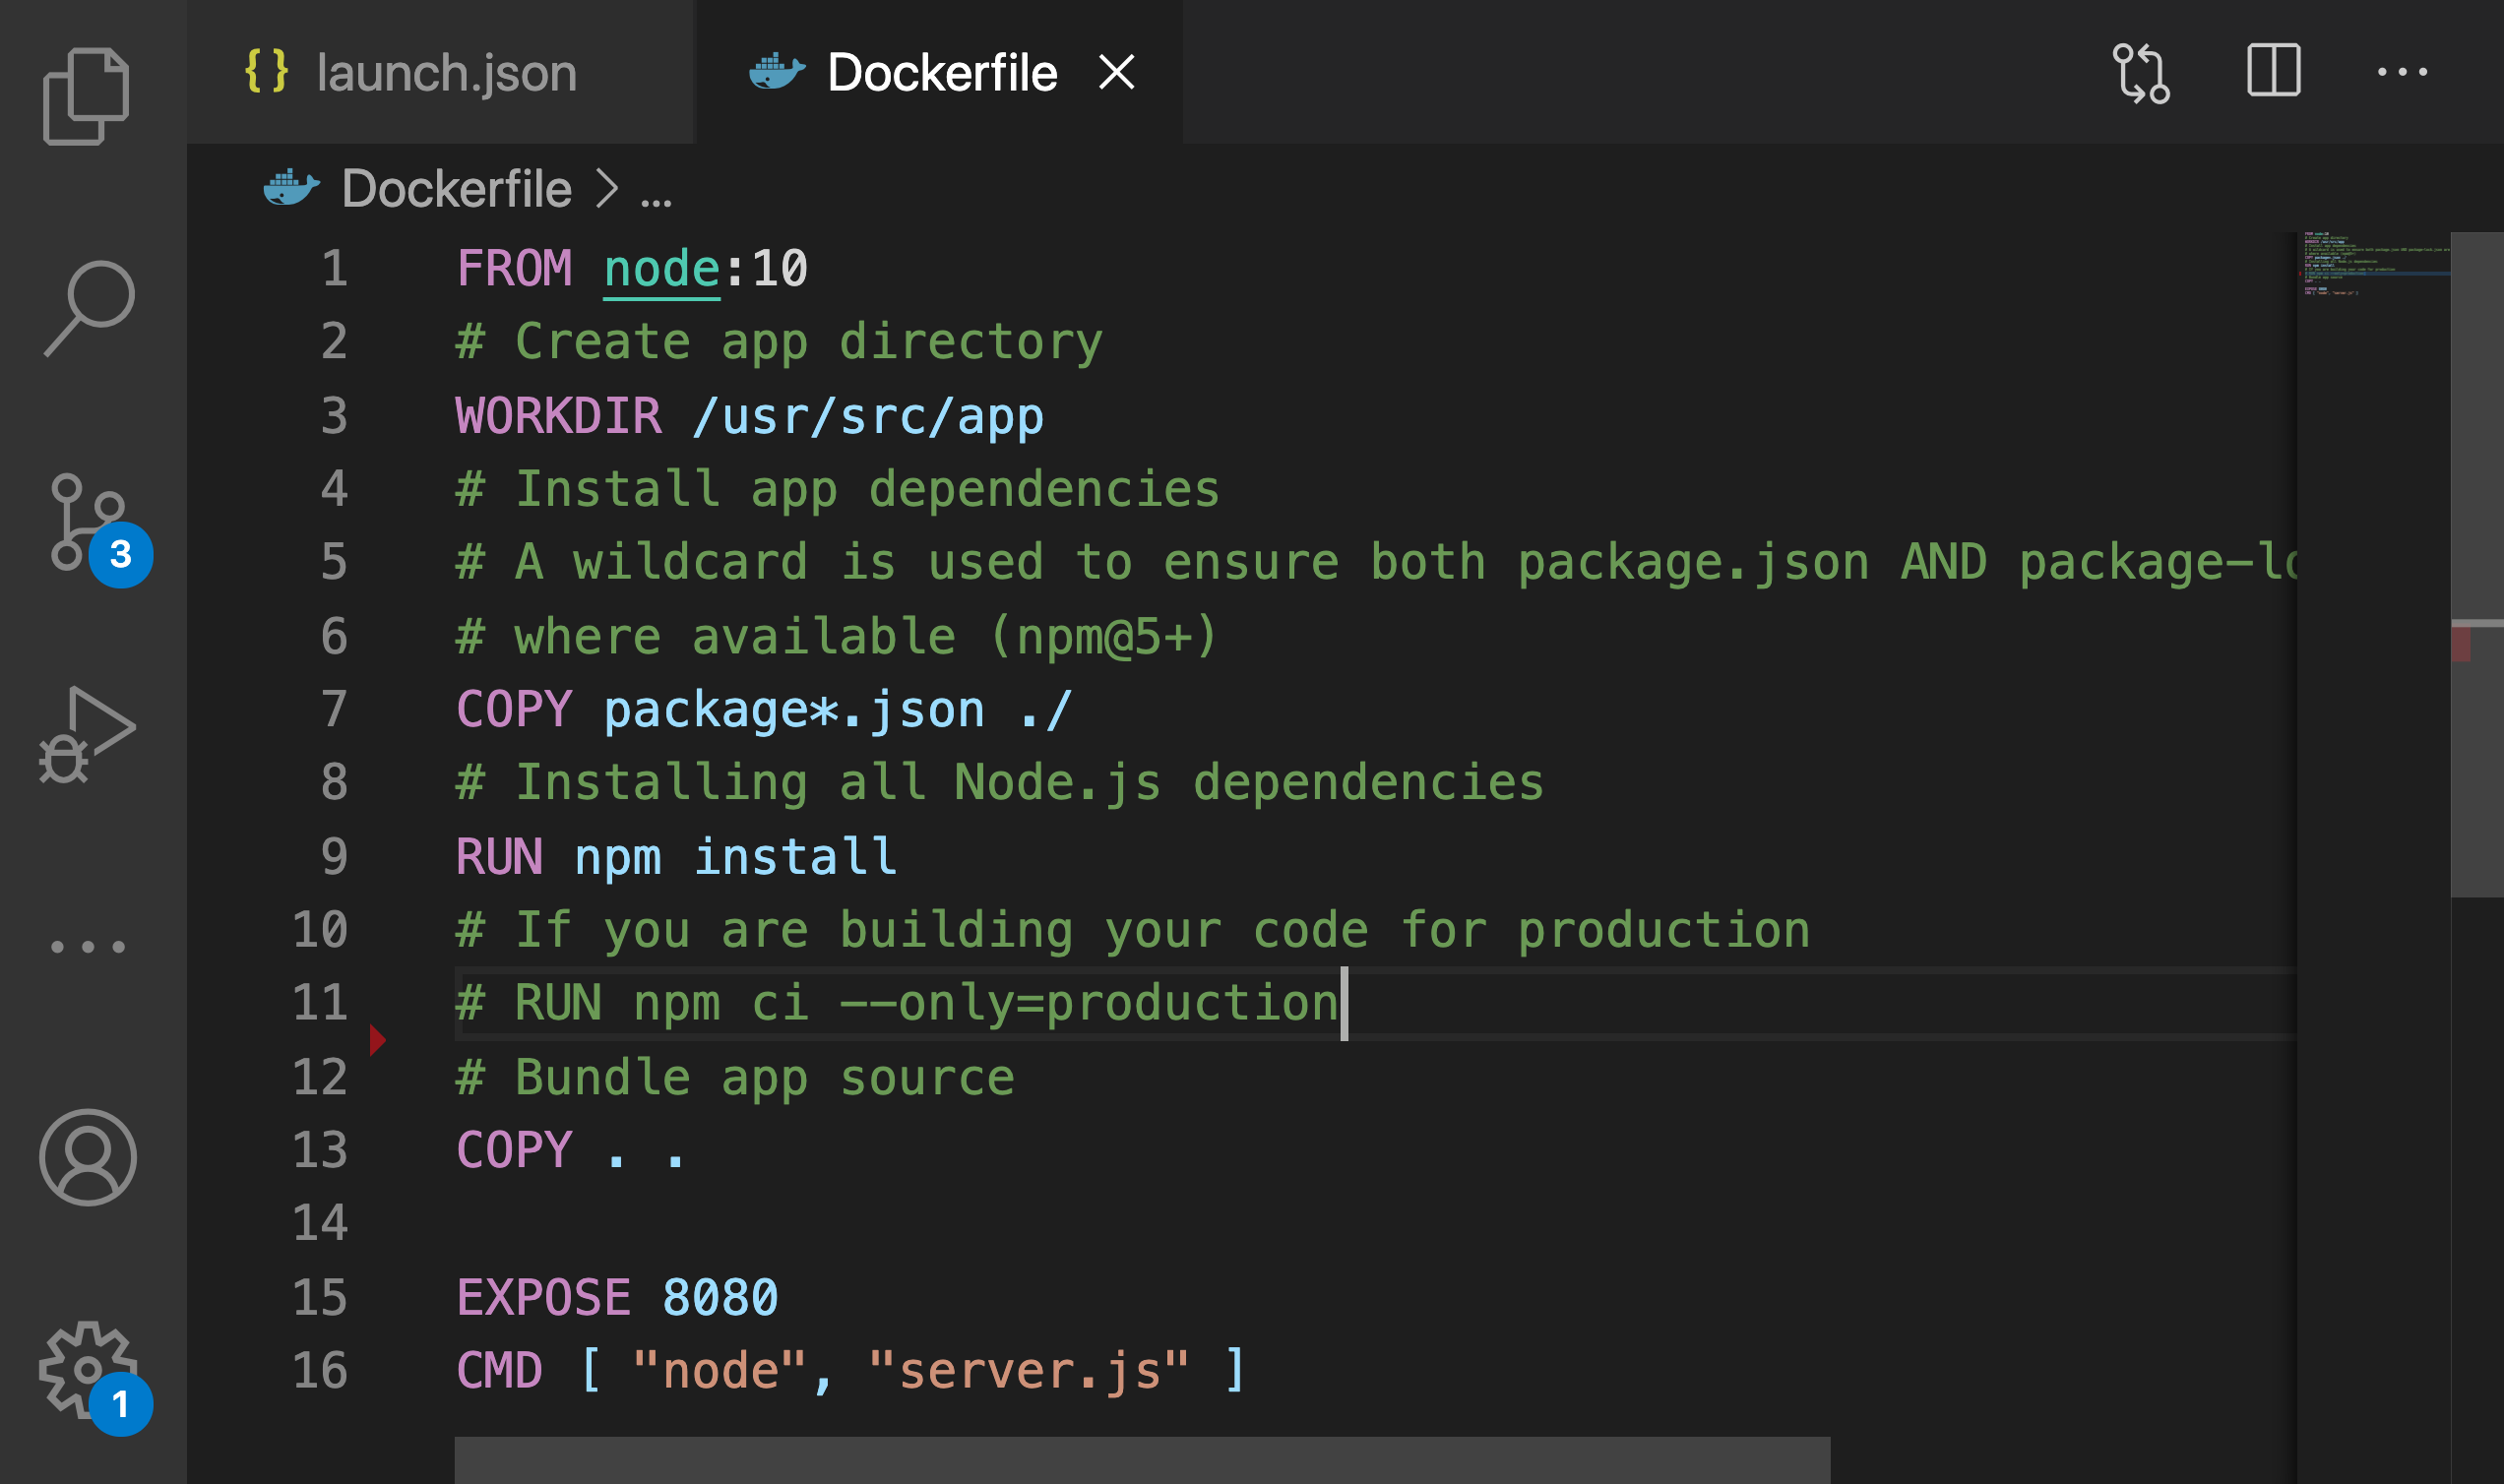 { } launch.json
Dockerfile
Dockerfile > ...
1 FROM node:10
2 # Create app directory
3 WORKDIR /usr/src/app
4 # Install app dependencies
5 # A wildcard is used to ensure both package.json AND package-lo
6 # where available (npm@5+)
7 COPY package*.json ./
8 # Installing all Node.js dependencies
9 RUN npm install
10 # If you are building your code for production
11 # RUN npm ci --only=production
12 # Bundle app source
13 COPY . .
14
15 EXPOSE 8080
16 CMD [ "node", "server.js" ]
3
1